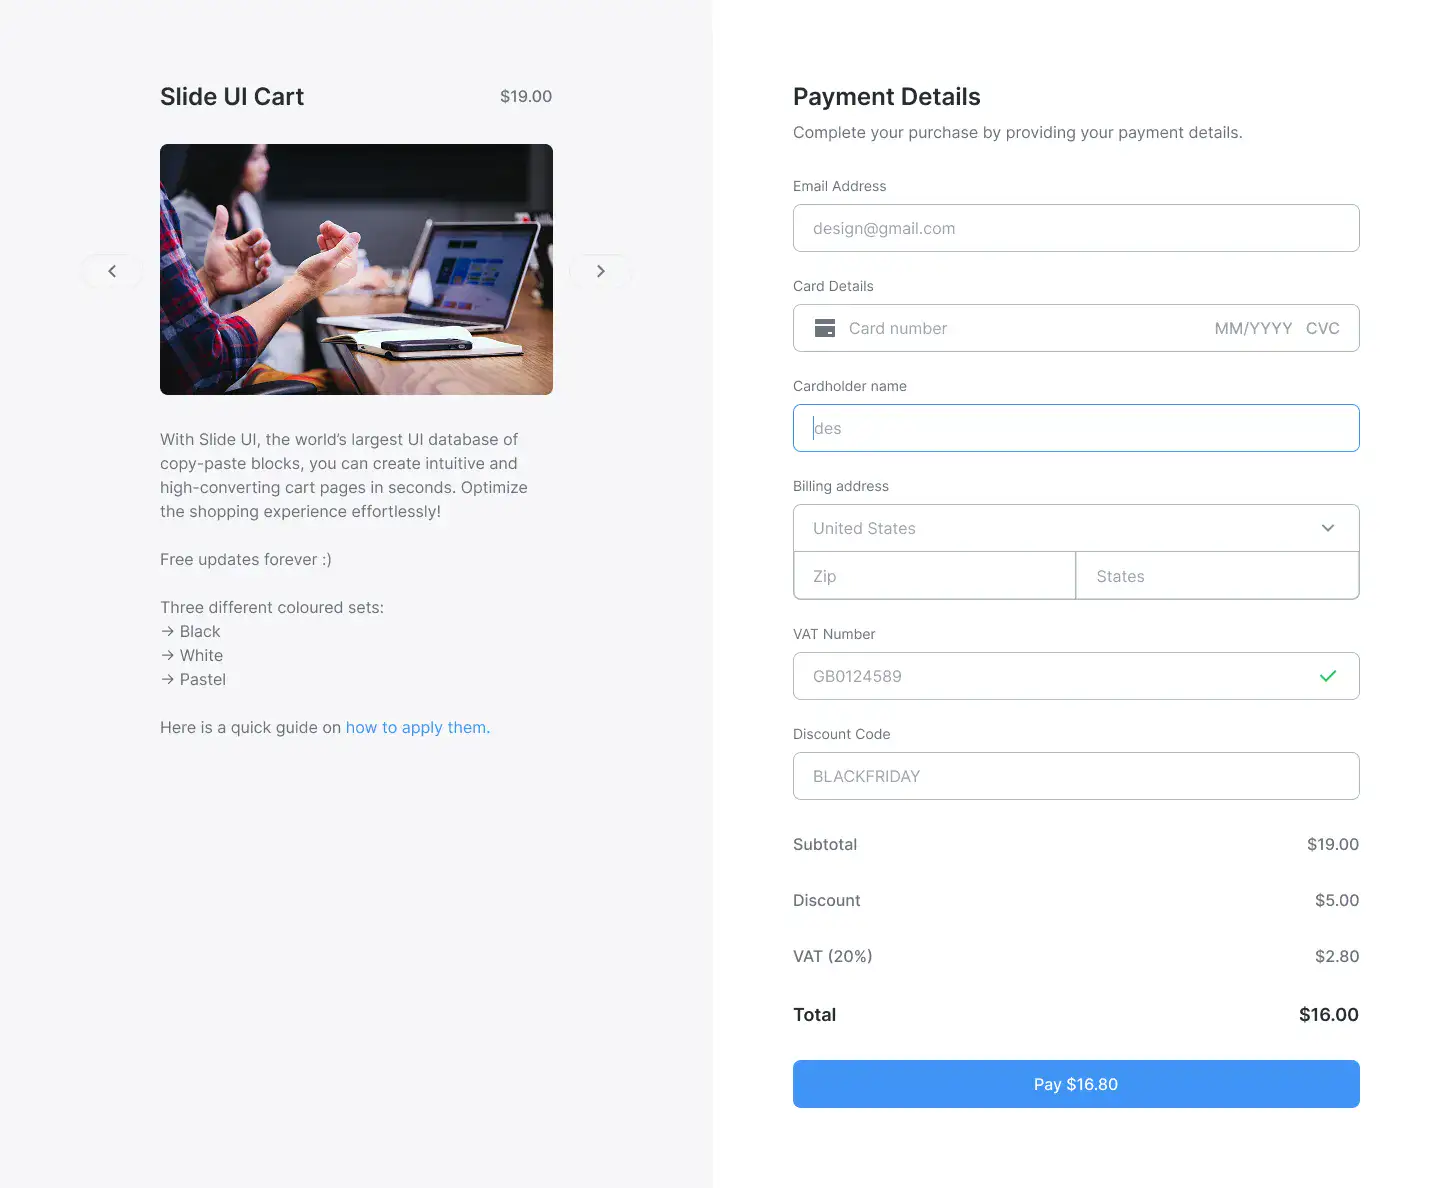 Slide UI Cart
$19.00
With Slide UI, the world’s largest UI database of
copy-paste blocks, you can create intuitive and
high-converting cart pages in seconds. Optimize
the shopping experience effortlessly!
Free updates forever :)
Three different coloured sets:
→ Black
→ White
→ Pastel
Here is a quick guide on how to apply them.
Payment Details
Complete your purchase by providing your payment details.
Email Address
design@gmail.com
Card Details
Card number MM/YYYY CVC
Cardholder name
des
Billing address
United States
Zip States
VAT Number
GB0124589
Discount Code
BLACKFRIDAY
Subtotal $19.00
Discount $5.00
VAT (20%) $2.80
Total $16.00
Pay $16.80